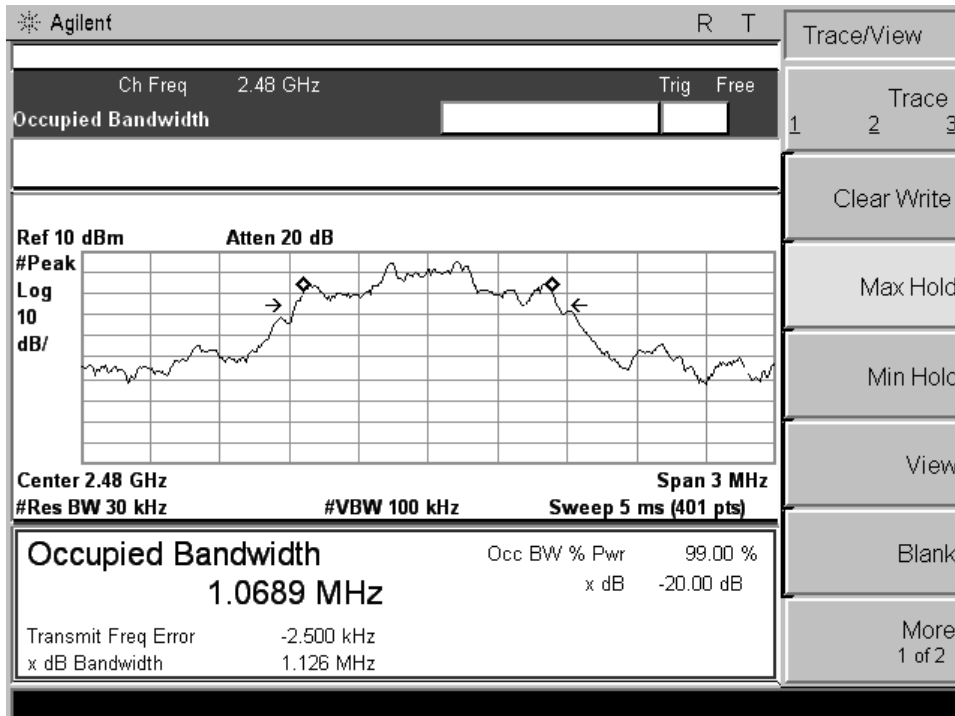 Agilent R T
Trace/View
Ch Freq 2.48 GHz Trig Free
Occupied Bandwidth
Trace
1 2 3
Clear Write
Ref 10 dBm Atten 20 dB
#Peak
Log
10
dB/
Max Hold
Min Hold
Center 2.48 GHz Span 3 MHz
#Res BW 30 kHz #VBW 100 kHz Sweep 5 ms (401 pts)
View
Occupied Bandwidth Occ BW % Pwr 99.00 %
1.0689 MHz x dB -20.00 dB
Transmit Freq Error -2.500 kHz
x dB Bandwidth 1.126 MHz
Blank
More
1 of 2